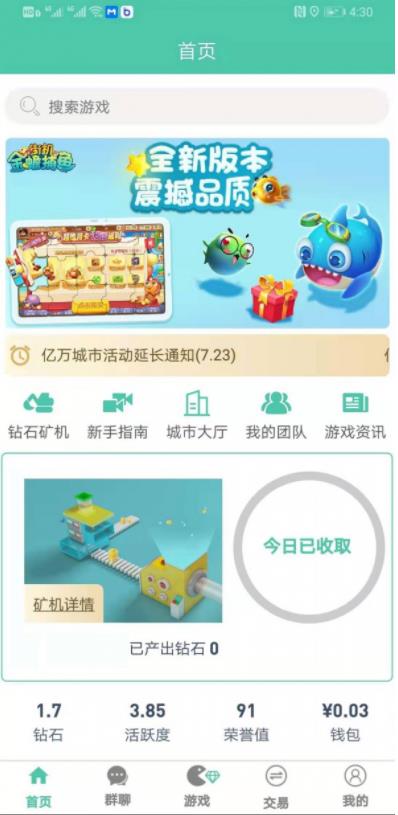 4:30
首页
搜索游戏
街机
金蟾捕鱼
全新版本
震撼品质
亿万城市活动延长通知(7.23)
钻石矿机 新手指南 城市大厅 我的团队 游戏资讯
今日已收取
矿机详情
已产出钻石 0
1.7 3.85 91 ¥0.03
钻石 活跃度 荣誉值 钱包
首页 群聊 游戏 交易 我的